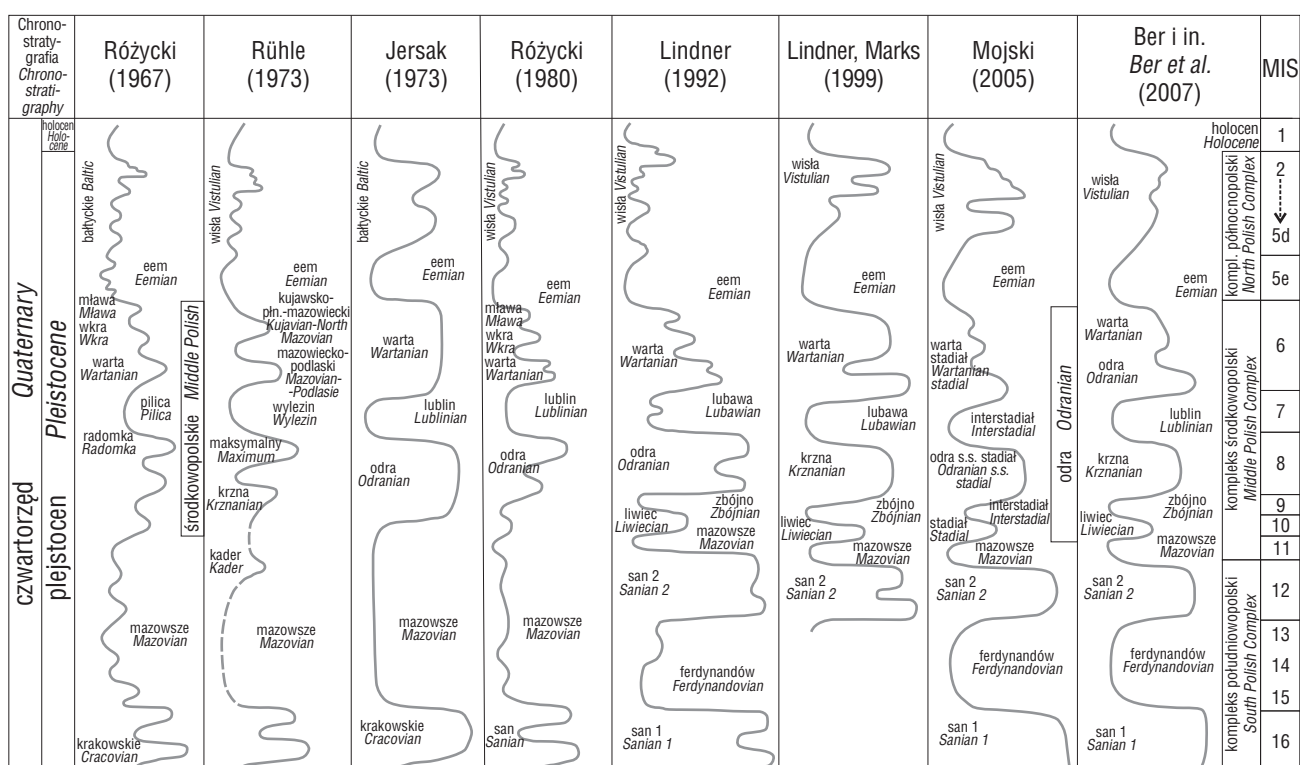 Chrono-
straty-
grafia
Chrono-
strati-
graphy
Różycki
(1967)
Rühle
(1973)
Jersak
(1973)
Różycki
(1980)
Lindner
(1992)
Lindner, Marks
(1999)
Mojski
(2005)
Ber i in.
Ber et al.
(2007)
MIS
czwartorzęd
Quaternary
plejstocen
Pleistocene
holocen
Holo-
cene
bałtyckie Baltic
eem
Eemian
mława
Mława
wkra
Wkra
warta
Wartanian
pilica
Pilica
radomka
Radomka
środkowopolskie Middle Polish
mazowsze
Mazovian
krakowskie
Cracovian
wisła Vistulian
eem
Eemian
kujawsko-
płn.-mazowiecki
Kujavian-North
Mazovian
mazowiecko-
podlaski
Mazovian-
-Podlasie
wylezin
Wylezin
maksymalny
Maximum
krzna
Krznanian
kader
Kader
mazowsze
Mazovian
bałtyckie Baltic
eem
Eemian
warta
Wartanian
lublin
Lublinian
odra
Odranian
mazowsze
Mazovian
krakowskie
Cracovian
wisła Vistulian
eem
Eemian
mława
Mława
wkra
Wkra
warta
Wartanian
lublin
Lublinian
odra
Odranian
mazowsze
Mazovian
san
Sanian
wisła Vistulian
eem
Eemian
warta
Wartanian
lubawa
Lubawian
odra
Odranian
zbójno
Zbójnian
liwiec
Liwiecian
mazowsze
Mazovian
san 2
Sanian 2
ferdynandów
Ferdynandovian
san 1
Sanian 1
wisła
Vistulian
eem
Eemian
warta
Wartanian
lubawa
Lubawian
krzna
Krznanian
zbójno
Zbójnian
liwiec
Liwiecian
mazowsze
Mazovian
san 2
Sanian 2
wisła Vistulian
eem
Eemian
warta
stadiał
Wartanian
stadial
interstadiał
Interstadial
odra s.s. stadiał
Odranian s.s.
stadial
interstadiał
Interstadial
stadiał
Stadial
odra Odranian
mazowsze
Mazovian
san 2
Sanian 2
ferdynandów
Ferdynandovian
san 1
Sanian 1
holocen
Holocene
wisła
Vistulian
eem
Eemian
warta
Wartanian
odra
Odranian
lublin
Lublinian
krzna
Krznanian
zbójno
Zbójnian
liwiec
Liwiecian
mazowsze
Mazovian
san 2
Sanian 2
ferdynandów
Ferdynandovian
san 1
Sanian 1
kompl. północnopolski
North Polish Complex
kompleks środkowopolski
Middle Polish Complex
kompleks południowopolski
South Polish Complex
1
2
5d
5e
6
7
8
9
10
11
12
13
14
15
16